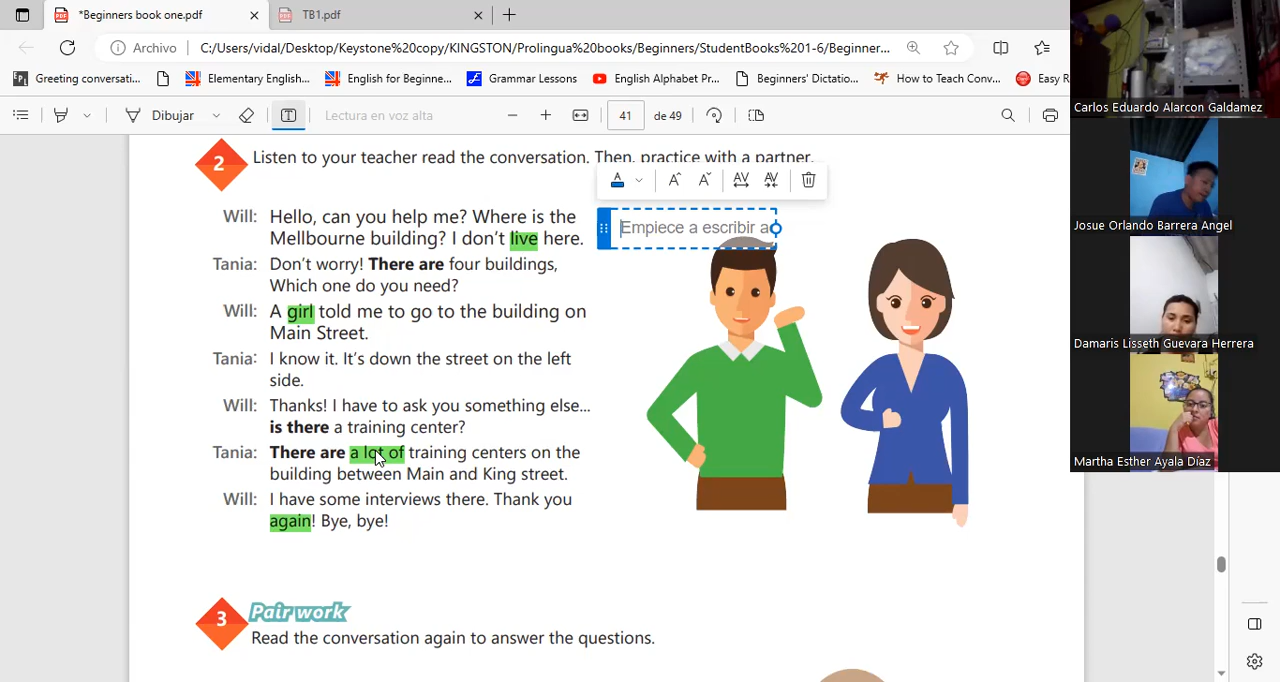 *Beginners book one.pdf
TB1.pdf
Archivo
C:/Users/vidal/Desktop/Keystone%20copy/KINGSTON/Prolingua%20books/Beginners/StudentBooks%201-6/Beginner...
Greeting conversati...
Elementary English...
English for Beginne...
Grammar Lessons
English Alphabet Pr...
Beginners' Dictatio...
How to Teach Conv...
Easy R
Dibujar
Lectura en voz alta
41
de 49
2
Listen to your teacher read the conversation. Then, practice with a partner.
Empiece a escribir a
Will: Hello, can you help me? Where is the
Mellbourne building? I don't live here.
Tania: Don't worry! There are four buildings,
Which one do you need?
Will: A girl told me to go to the building on
Main Street.
Tania: I know it. It's down the street on the left
side.
Will: Thanks! I have to ask you something else...
is there a training center?
Tania: There are a lot of training centers on the
building between Main and King street.
Will: I have some interviews there. Thank you
again! Bye, bye!
3
Pair work
Read the conversation again to answer the questions.
Carlos Eduardo Alarcon Galdamez
Josue Orlando Barrera Angel
Damaris Lisseth Guevara Herrera
Martha Esther Ayala Díaz